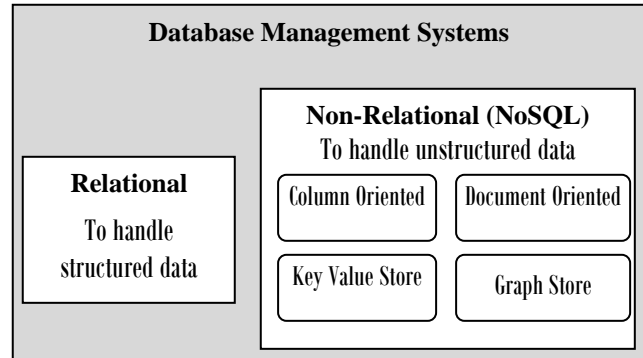 Database Management Systems
Relational
To handle
structured data
Non-Relational (NoSQL)
To handle unstructured data
Column Oriented
Document Oriented
Key Value Store
Graph Store